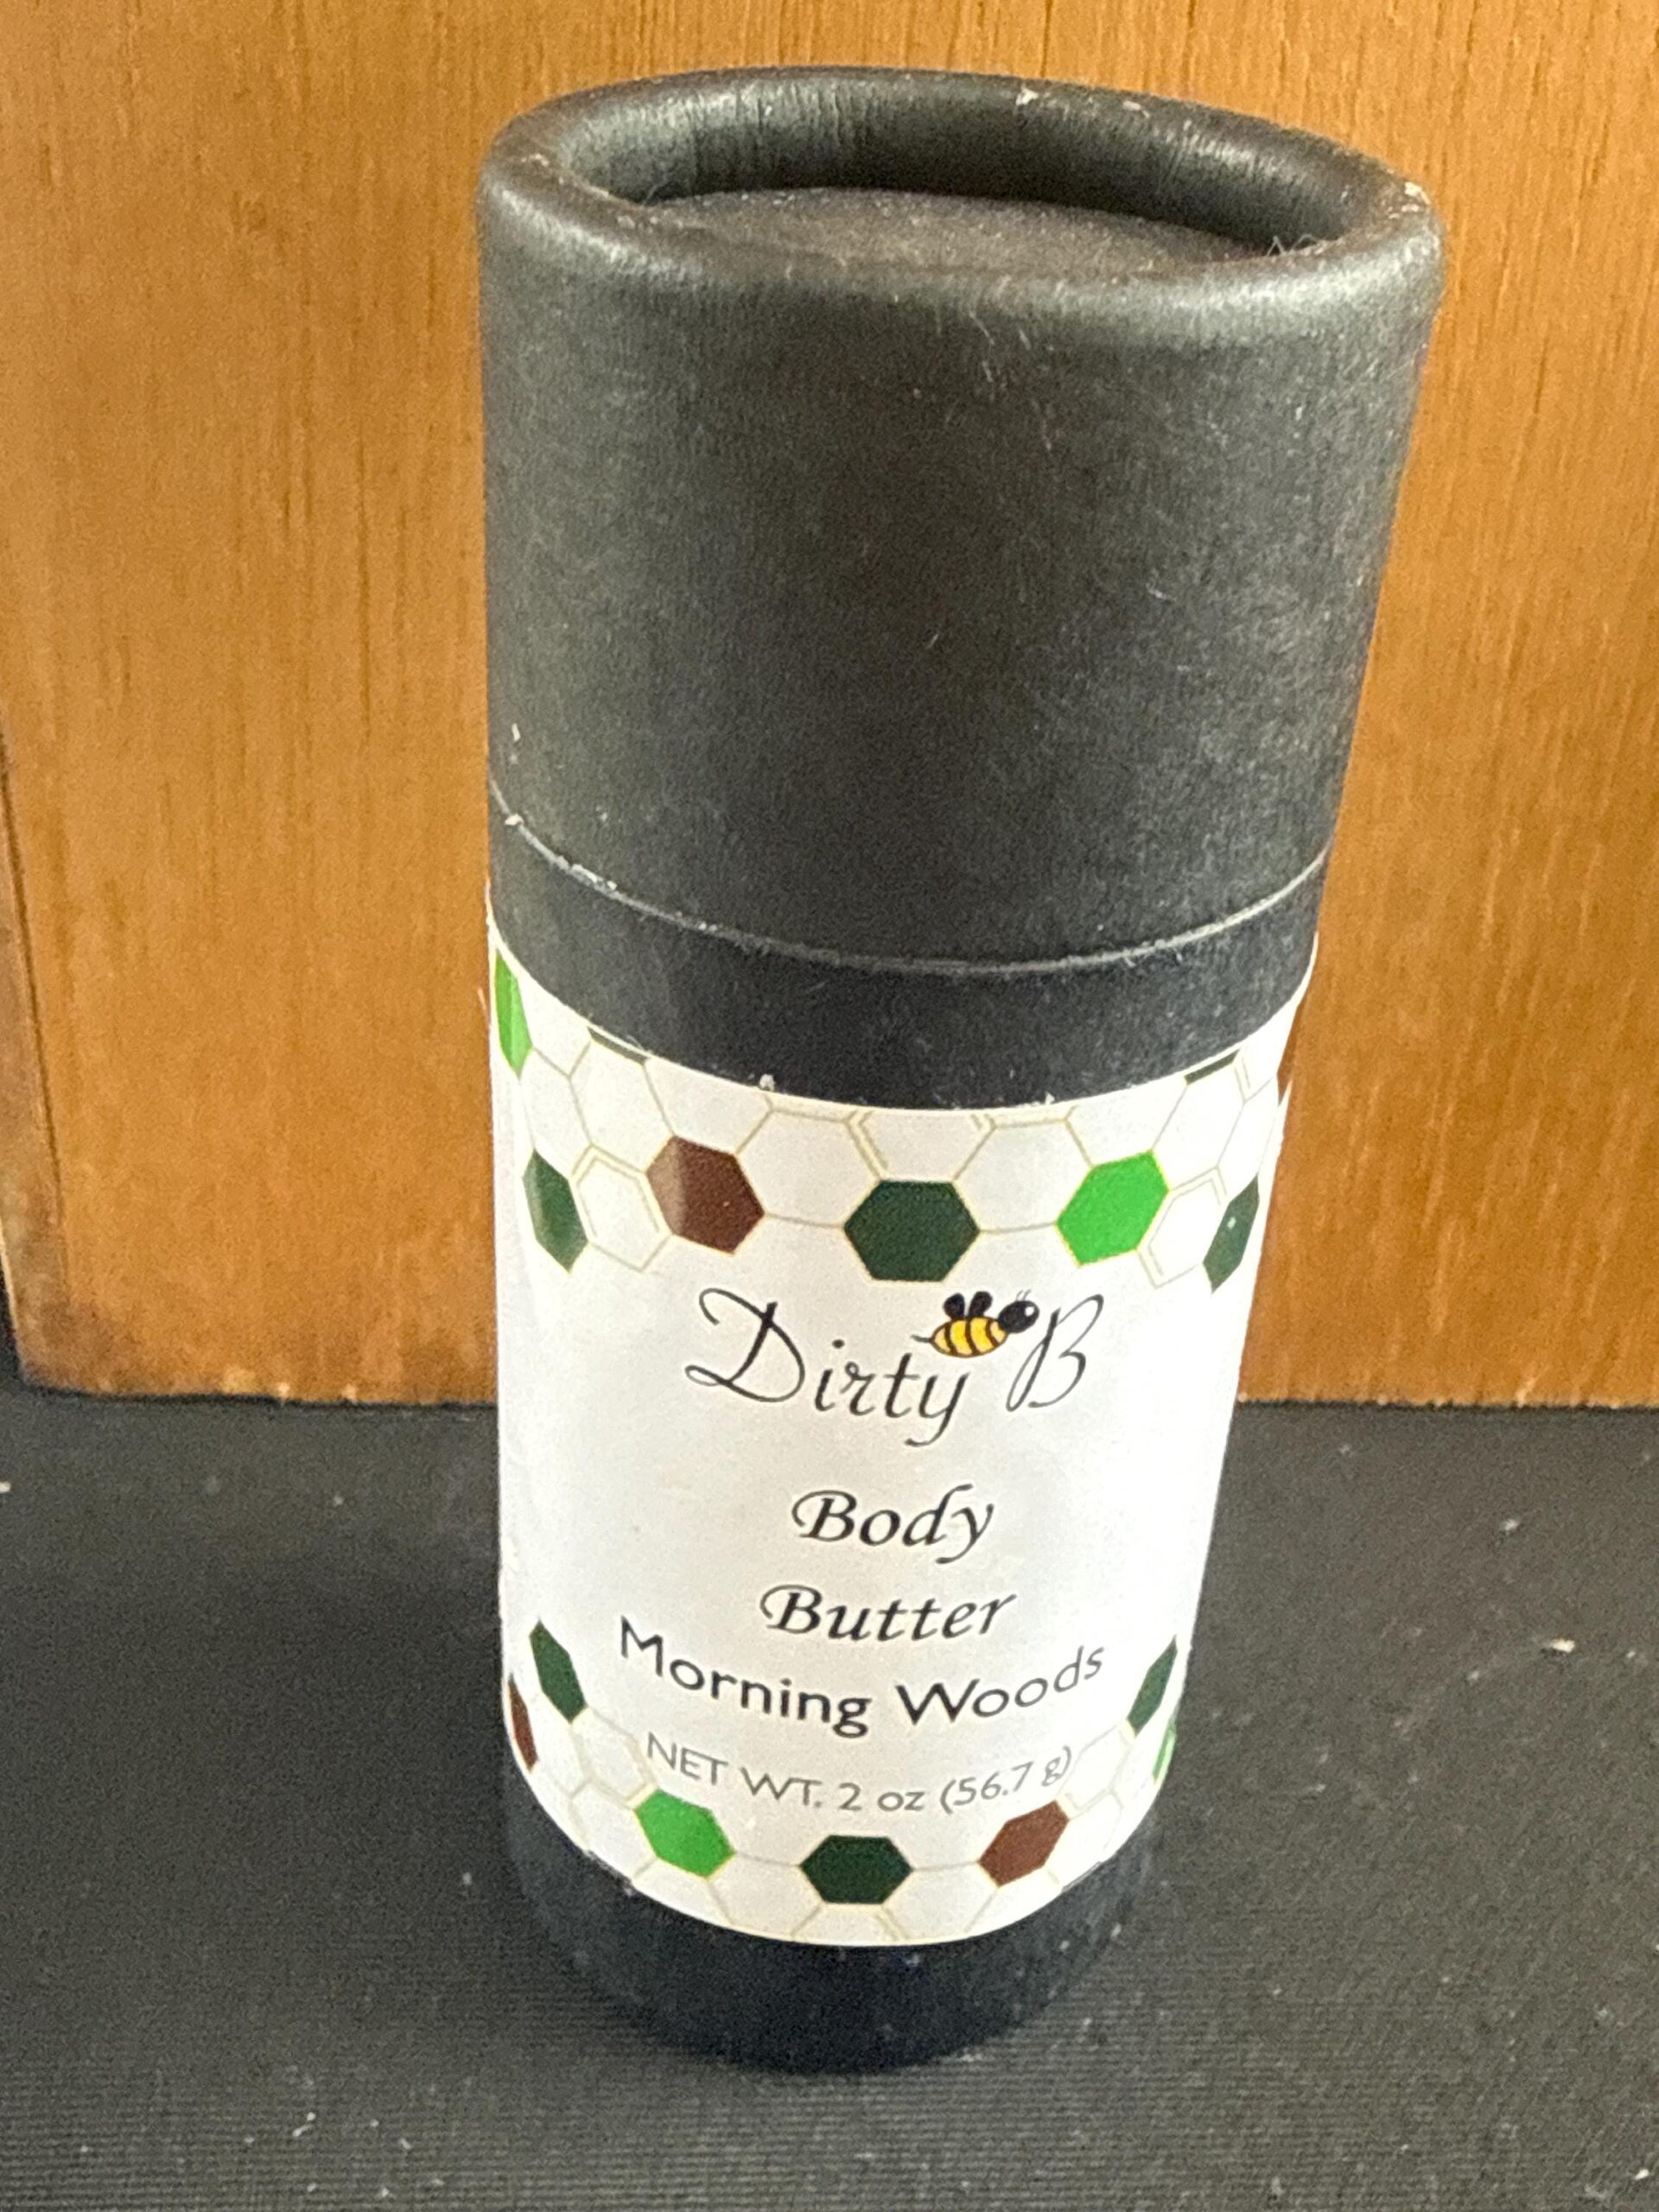 Dirty B
Body
Butter
Morning Woods
NET WT. 2 oz (56.7 g)